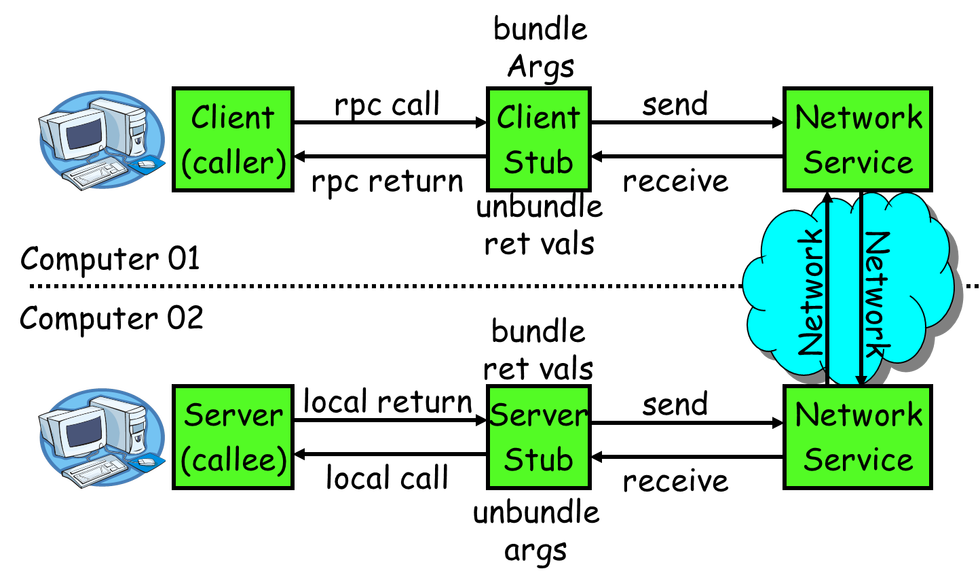 bundle
Args
Client
(caller)
rpc call
rpc return
Client
Stub
send
receive
Network
Service
unbundle
ret vals
Computer 01
Network
Network
Computer 02
bundle
ret vals
Server
(callee)
local return
local call
Server
Stub
send
receive
Network
Service
unbundle
args